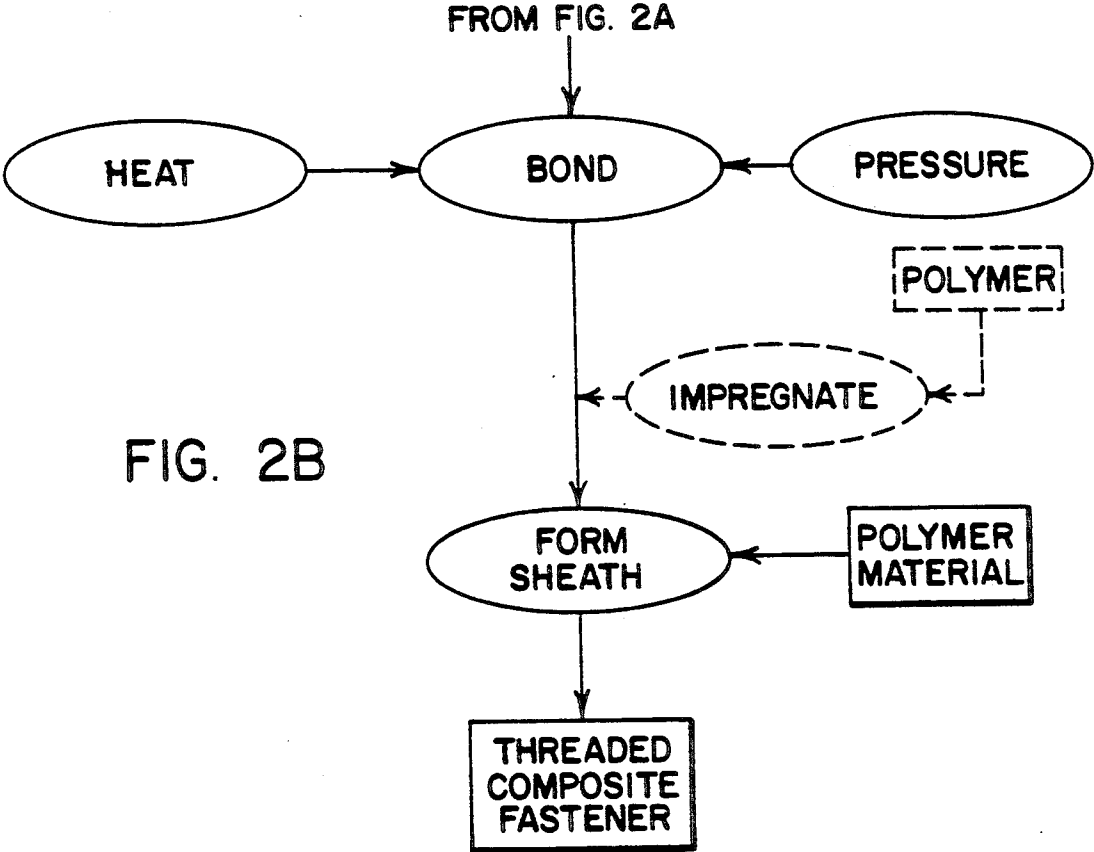 FROM FIG. 2A
HEAT
BOND
PRESSURE
POLYMER
IMPREGNATE
FIG. 2B
FORM
SHEATH
POLYMER
MATERIAL
THREADED
COMPOSITE
FASTENER